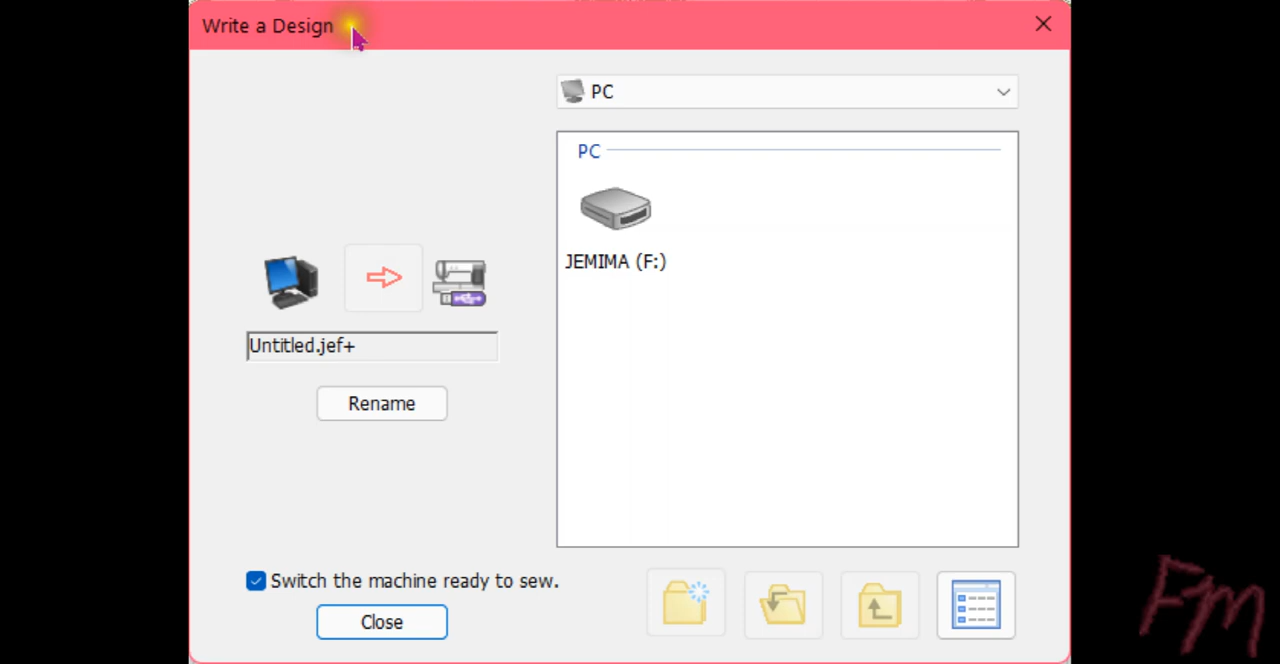 Write a Design
PC
PC
JEMIMA (F:)
Untitled.jef+
Rename
Switch the machine ready to sew.
Close
FM